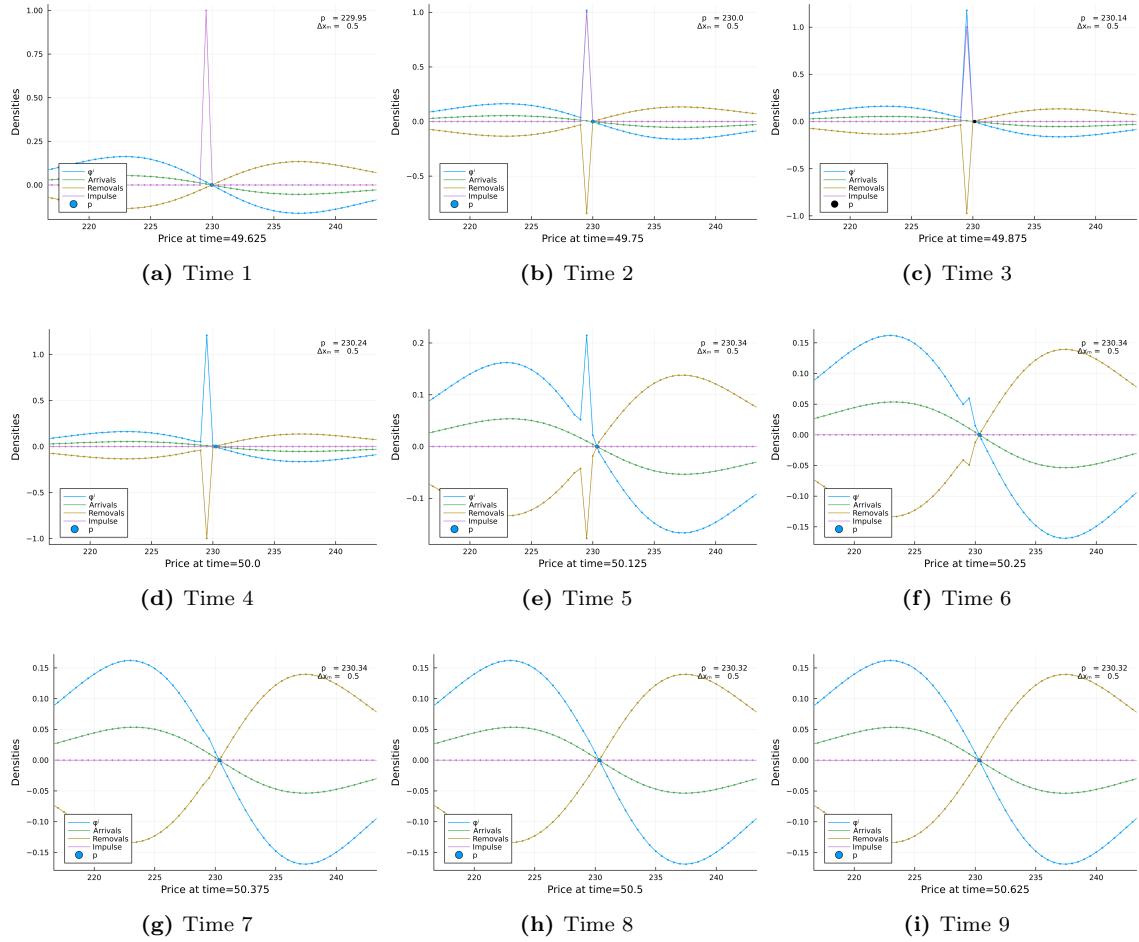 p = 229.95
Δxₘ = 0.5
1.00
0.75
0.50
0.25
0.00
Densities
φⁱ
Arrivals
Removals
Impulse
p
220 225 230 235 240
Price at time=49.625
(a) Time 1
p = 230.0
Δxₘ = 0.5
1.0
0.5
0.0
−0.5
Densities
φⁱ
Arrivals
Removals
Impulse
p
220 225 230 235 240
Price at time=49.75
(b) Time 2
p = 230.14
Δxₘ = 0.5
1.0
0.5
0.0
−0.5
−1.0
Densities
φⁱ
Arrivals
Removals
Impulse
p
220 225 230 235 240
Price at time=49.875
(c) Time 3
p = 230.24
Δxₘ = 0.5
1.0
0.5
0.0
−0.5
−1.0
Densities
φⁱ
Arrivals
Removals
Impulse
p
220 225 230 235 240
Price at time=50.0
(d) Time 4
p = 230.34
Δxₘ = 0.5
0.2
0.1
0.0
−0.1
Densities
φⁱ
Arrivals
Removals
Impulse
p
220 225 230 235 240
Price at time=50.125
(e) Time 5
p = 230.34
Δxₘ = 0.5
0.15
0.10
0.05
0.00
−0.05
−0.10
−0.15
Densities
φⁱ
Arrivals
Removals
Impulse
p
220 225 230 235 240
Price at time=50.25
(f) Time 6
p = 230.34
Δxₘ = 0.5
0.15
0.10
0.05
0.00
−0.05
−0.10
−0.15
Densities
φⁱ
Arrivals
Removals
Impulse
p
220 225 230 235 240
Price at time=50.375
(g) Time 7
p = 230.32
Δxₘ = 0.5
0.15
0.10
0.05
0.00
−0.05
−0.10
−0.15
Densities
φⁱ
Arrivals
Removals
Impulse
p
220 225 230 235 240
Price at time=50.5
(h) Time 8
p = 230.32
Δxₘ = 0.5
0.15
0.10
0.05
0.00
−0.05
−0.10
−0.15
Densities
φⁱ
Arrivals
Removals
Impulse
p
220 225 230 235 240
Price at time=50.625
(i) Time 9